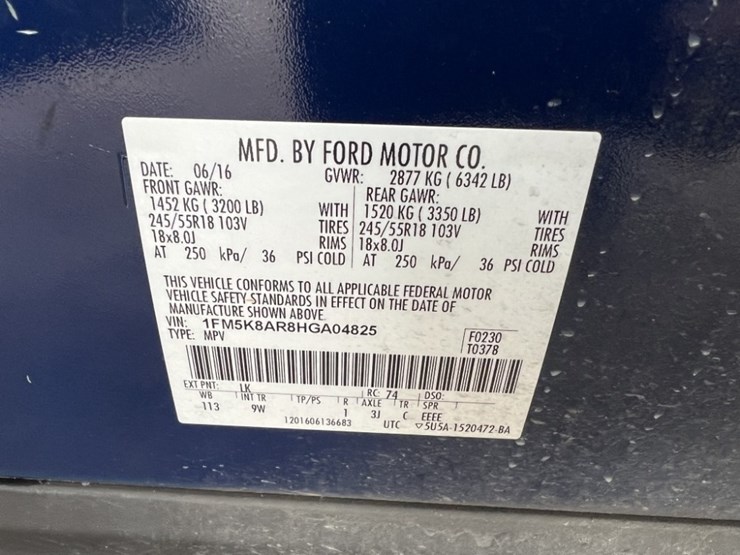 MFD. BY FORD MOTOR CO.
DATE: 06/16 GVWR: 2877 KG ( 6342 LB)
FRONT GAWR: REAR GAWR:
1452 KG ( 3200 LB) WITH 1520 KG ( 3350 LB) WITH
245/55R18 103V TIRES 245/55R18 103V TIRES
18x8.0J RIMS 18x8.0J RIMS
AT 250 kPa/ 36 PSI COLD AT 250 kPa/ 36 PSI COLD
THIS VEHICLE CONFORMS TO ALL APPLICABLE FEDERAL MOTOR
VEHICLE SAFETY STANDARDS IN EFFECT ON THE DATE OF
MANUFACTURE SHOWN ABOVE.
VIN: 1FM5K8AR8HGA04825 F0230
TYPE: MPV T0378
EXT PNT: LK RC: 74 DSO:
WB INT TR TP/PS R AXLE TR SPR
113 9W 1 3J C EEEE
1201606136683 UTC ▽5U5A-1520472-BA